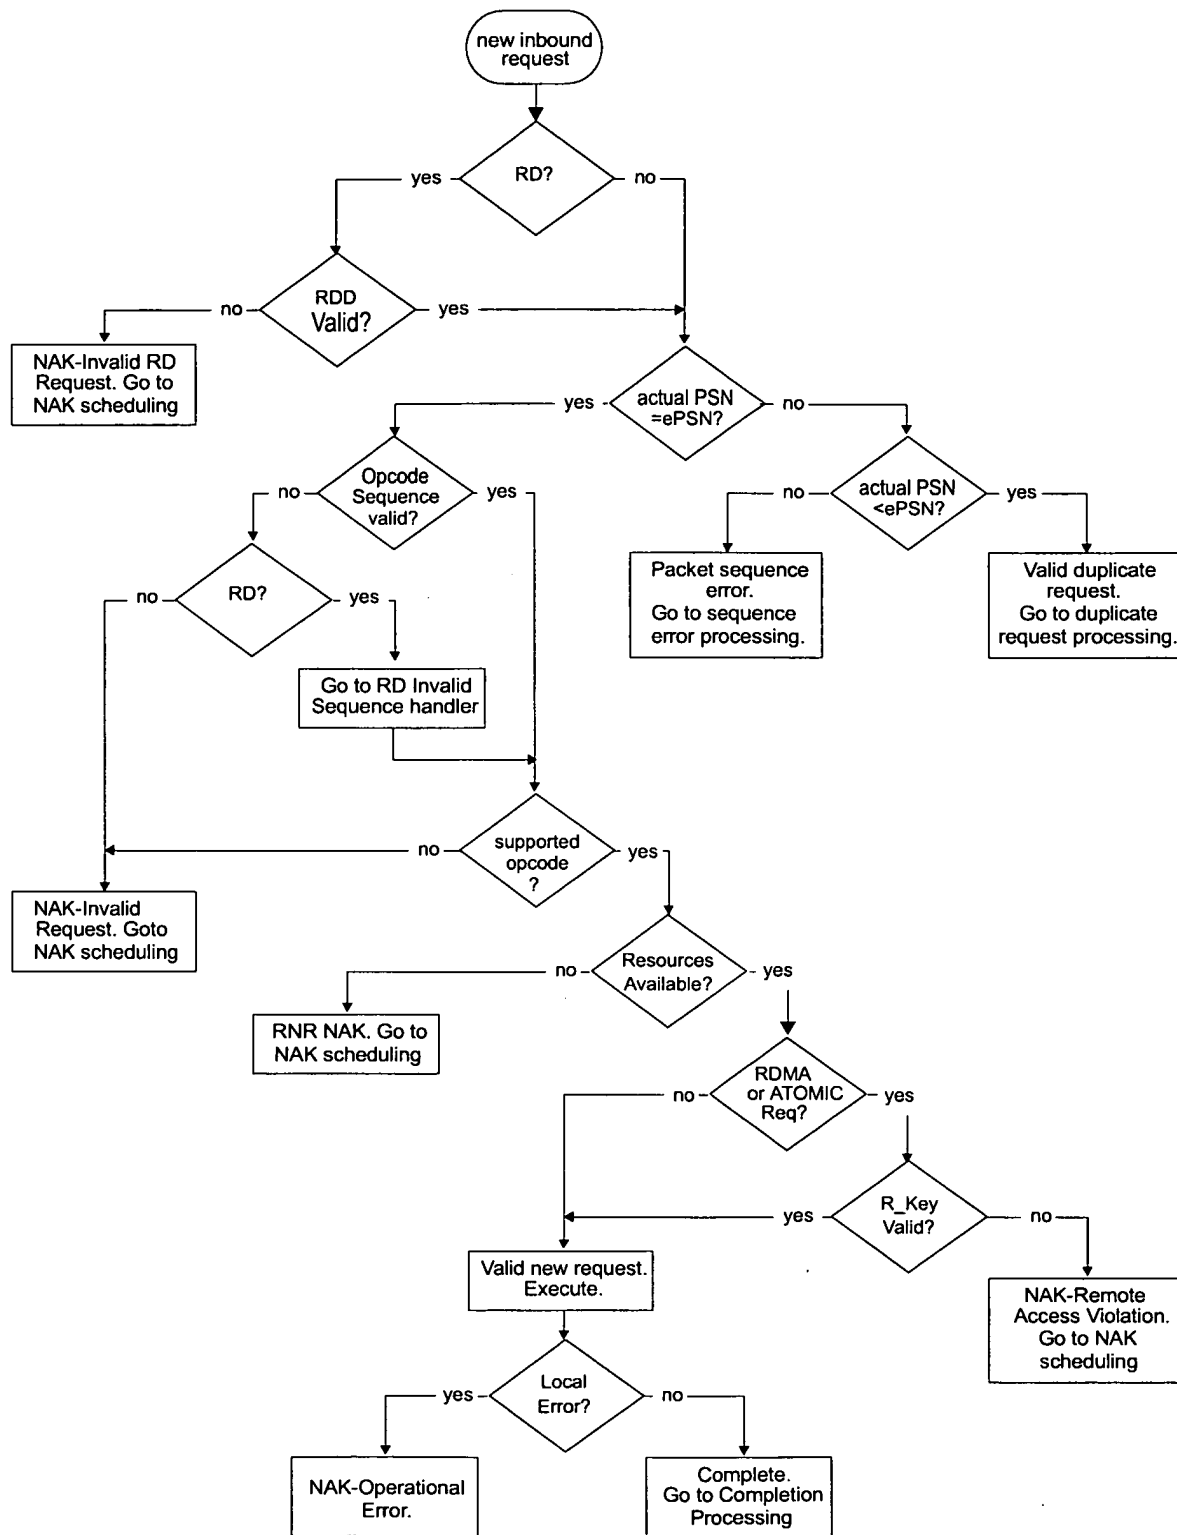 new inbound
request
RD?
yes
no
RDD
Valid?
no
yes
NAK-Invalid RD
Request. Go to
NAK scheduling
actual PSN
=ePSN?
yes
no
Opcode
Sequence
valid?
no
yes
actual PSN
<ePSN?
no
yes
RD?
no
yes
Packet sequence
error.
Go to sequence
error processing.
Valid duplicate
request.
Go to duplicate
request processing.
Go to RD Invalid
Sequence handler
supported
opcode
?
no
yes
NAK-Invalid
Request. Goto
NAK scheduling
Resources
Available?
no
yes
RNR NAK. Go to
NAK scheduling
RDMA
or ATOMIC
Req?
no
yes
R_Key
Valid?
yes
no
Valid new request.
Execute.
NAK-Remote
Access Violation.
Go to NAK
scheduling
Local
Error?
yes
no
NAK-Operational
Error.
Complete.
Go to Completion
Processing